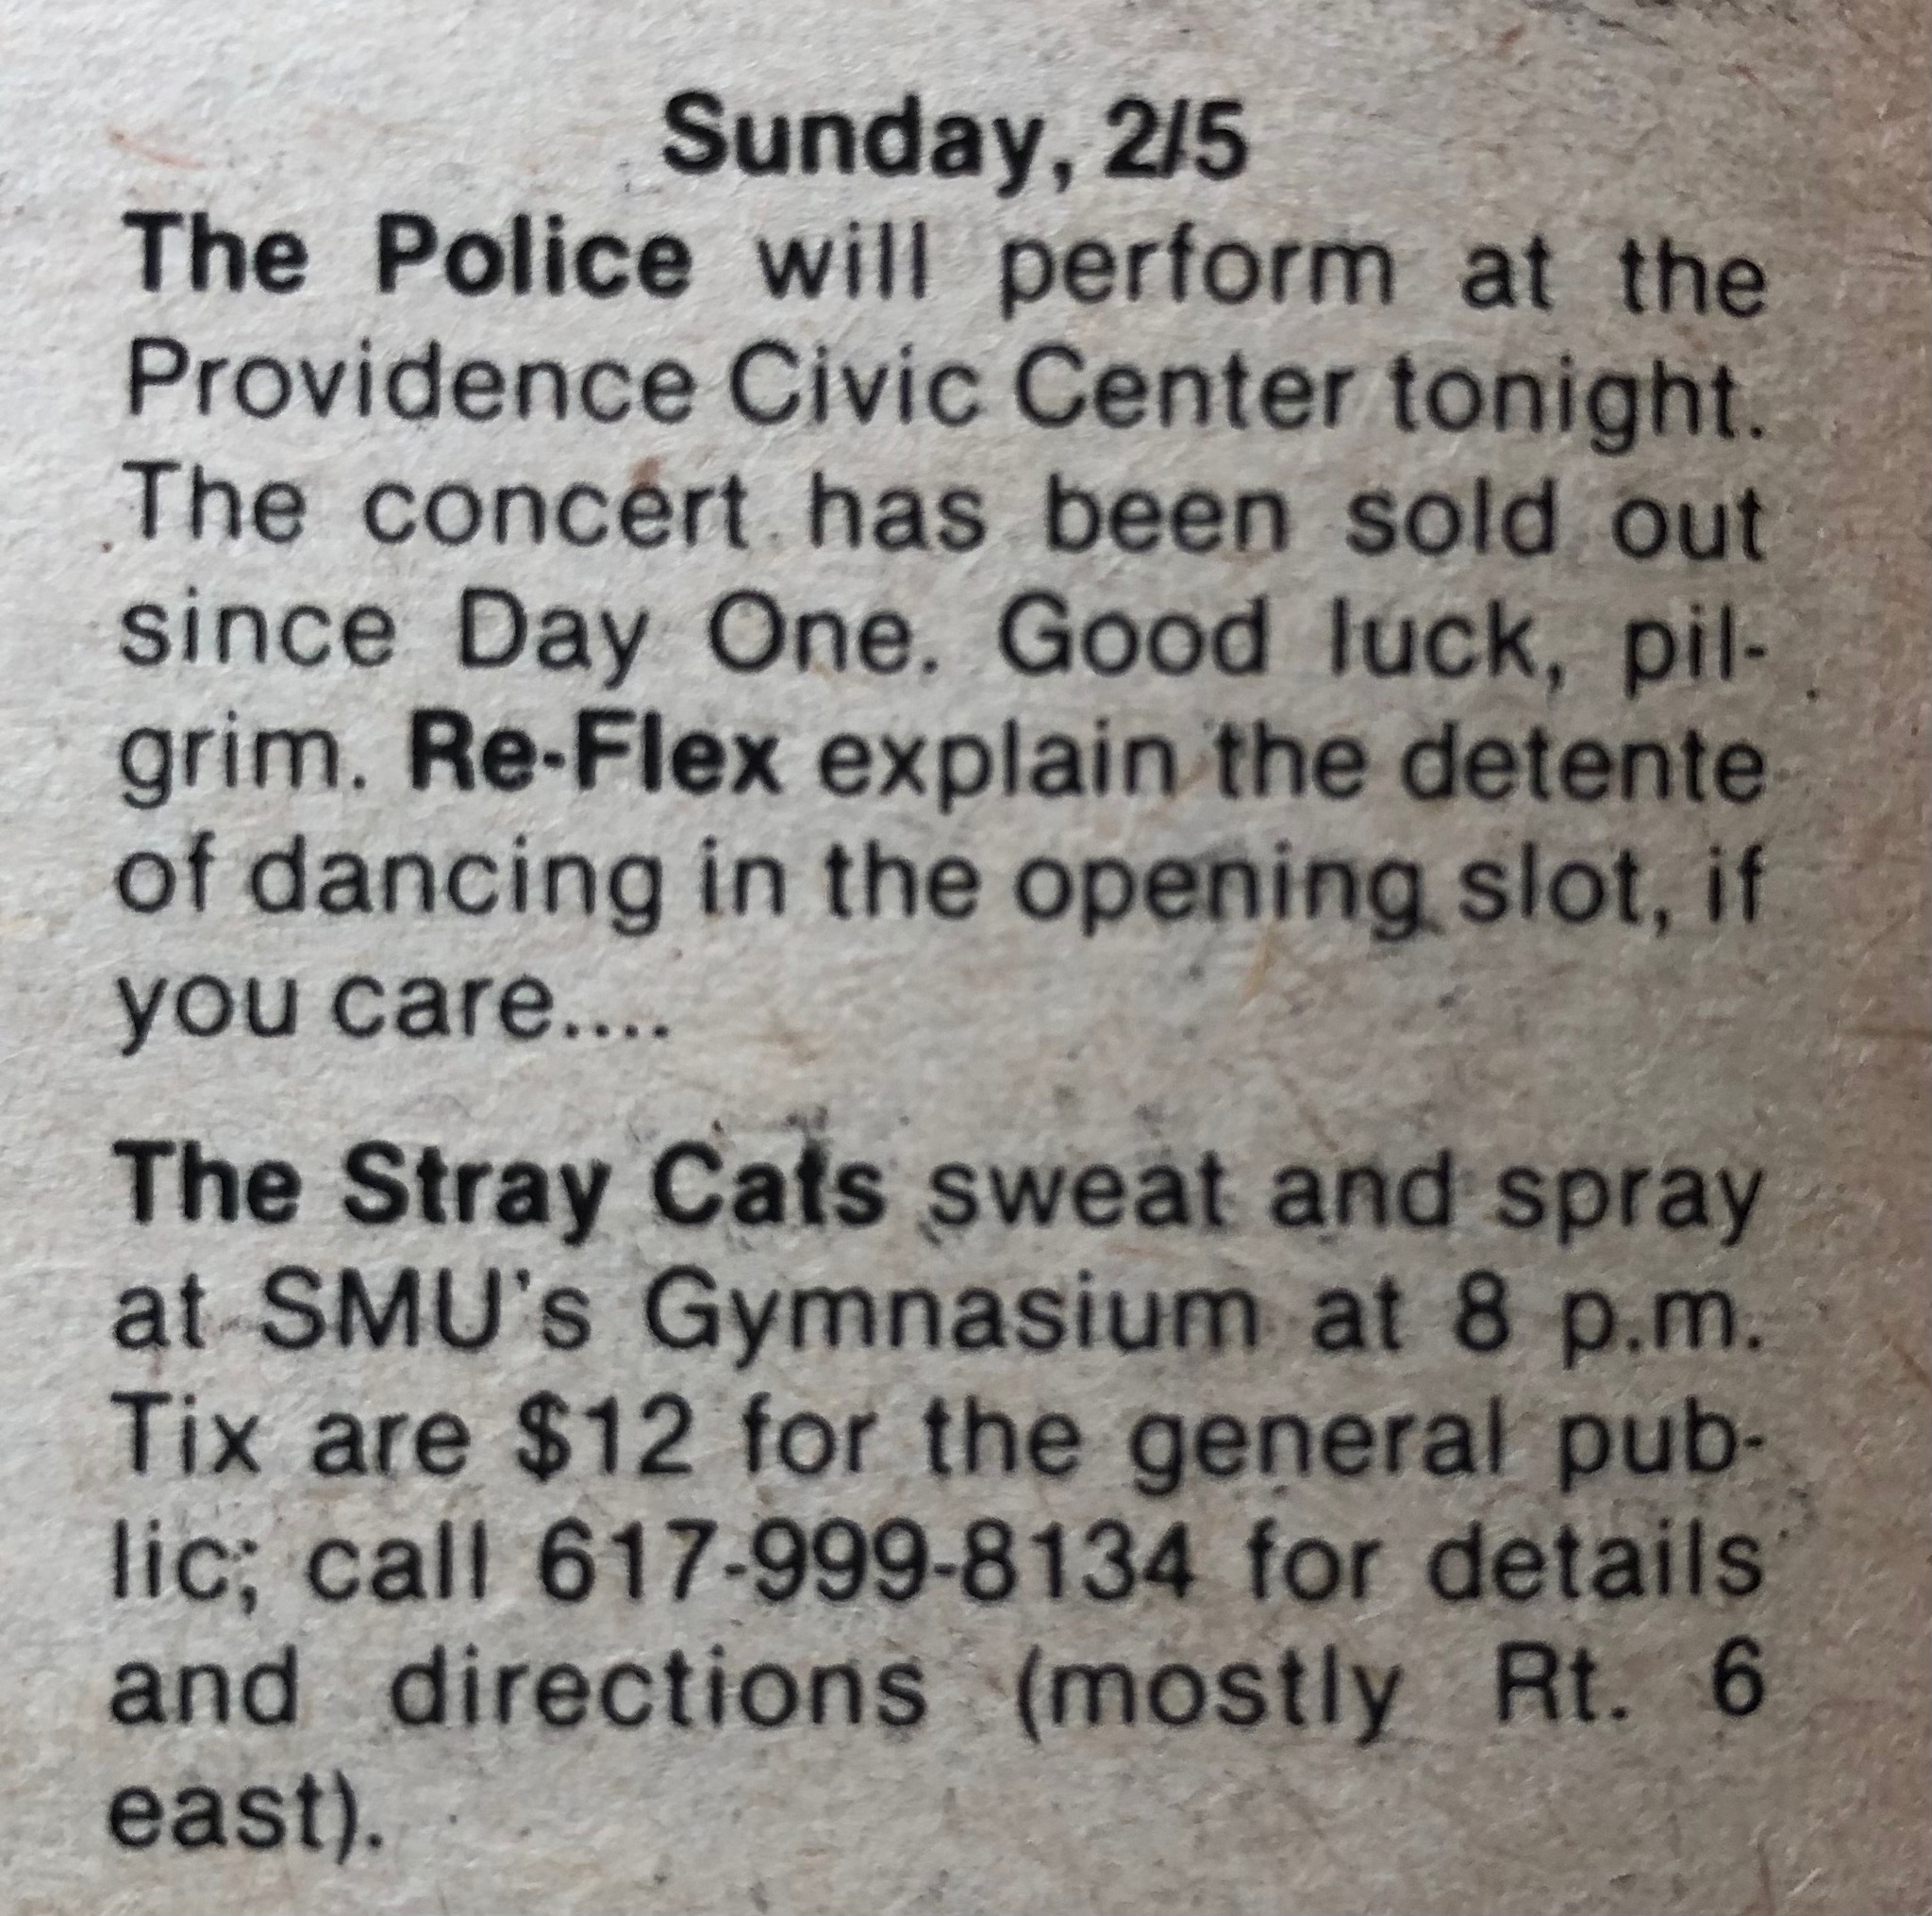 Sunday, 2/5
The Police will perform at the
Providence Civic Center tonight.
The concert has been sold out
since Day One. Good luck, pil-
grim. Re-Flex explain the detente
of dancing in the opening slot, if
you care....
The Stray Cats sweat and spray
at SMU's Gymnasium at 8 p.m.
Tix are $12 for the general pub-
lic; call 617-999-8134 for details
and directions (mostly Rt. 6
east).